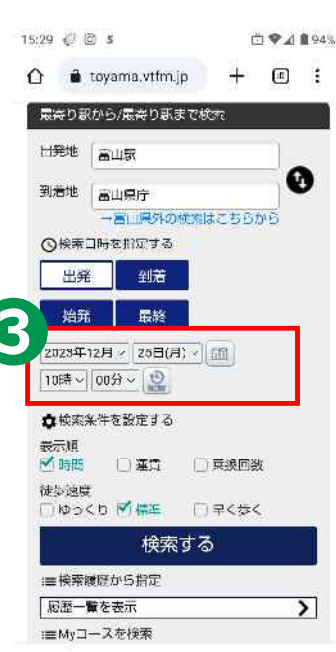 15:29 94%
toyama.vtfm.jp
最寄り駅から/最寄り駅まで検索
出発地 富山駅
到着地 富山県庁
→富山県外の検索はこちらから
検索日時を指定する
出発 到着
始発 最終
3
2023年12月 25日(月)
10時 00分 NOW
検索条件を設定する
表示順
時間 運賃 乗換回数
徒歩速度
ゆっくり 標準 早く歩く
検索する
検索履歴から指定
履歴一覧を表示
Myコースを検索